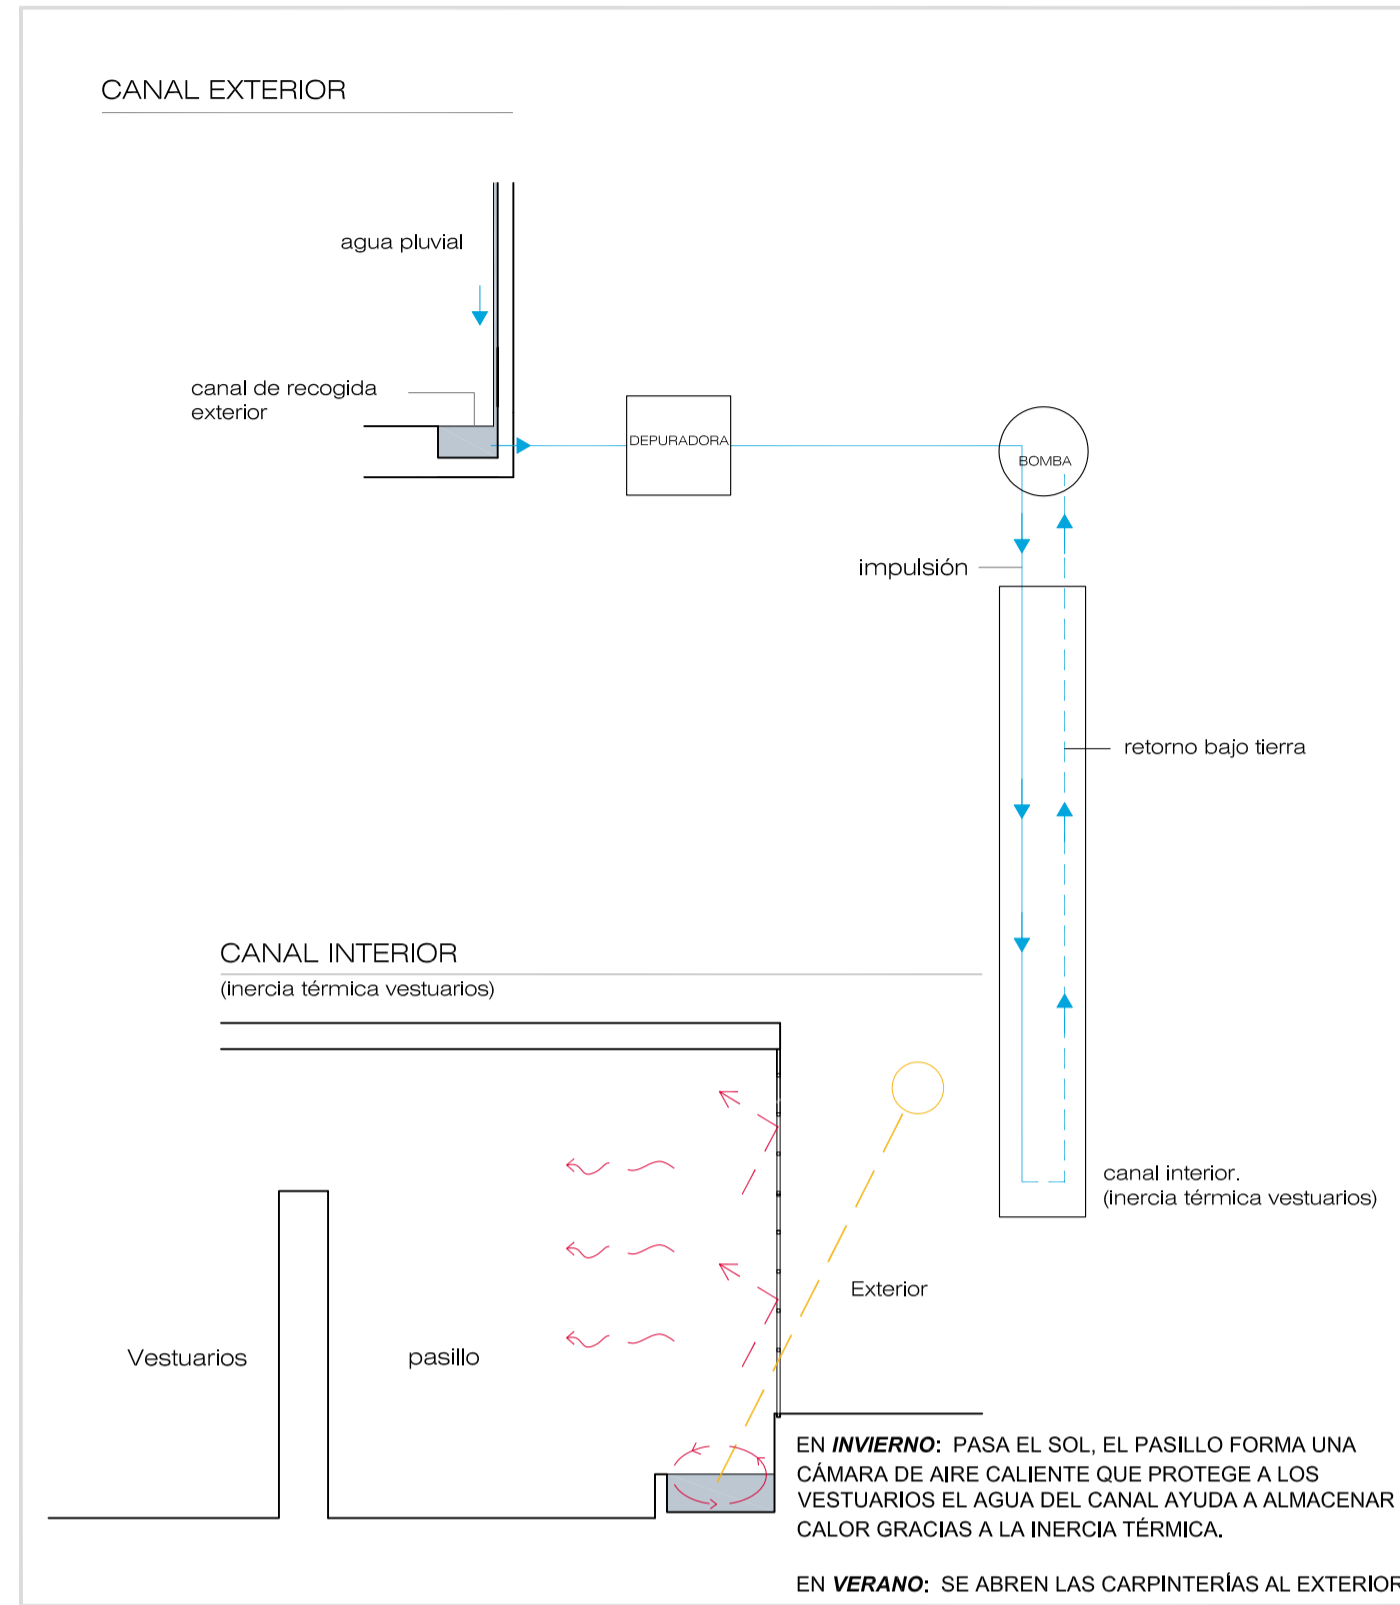 CANAL EXTERIOR
agua pluvial
canal de recogida
exterior
DEPURADORA
BOMBA
impulsión
retorno bajo tierra
CANAL INTERIOR
(inercia térmica vestuarios)
canal interior.
(inercia térmica vestuarios)
Exterior
Vestuarios
pasillo
EN INVIERNO: PASA EL SOL, EL PASILLO FORMA UNA
CÁMARA DE AIRE CALIENTE QUE PROTEGE A LOS
VESTUARIOS EL AGUA DEL CANAL AYUDA A ALMACENAR
CALOR GRACIAS A LA INERCIA TÉRMICA.
EN VERANO: SE ABREN LAS CARPINTERÍAS AL EXTERIOR